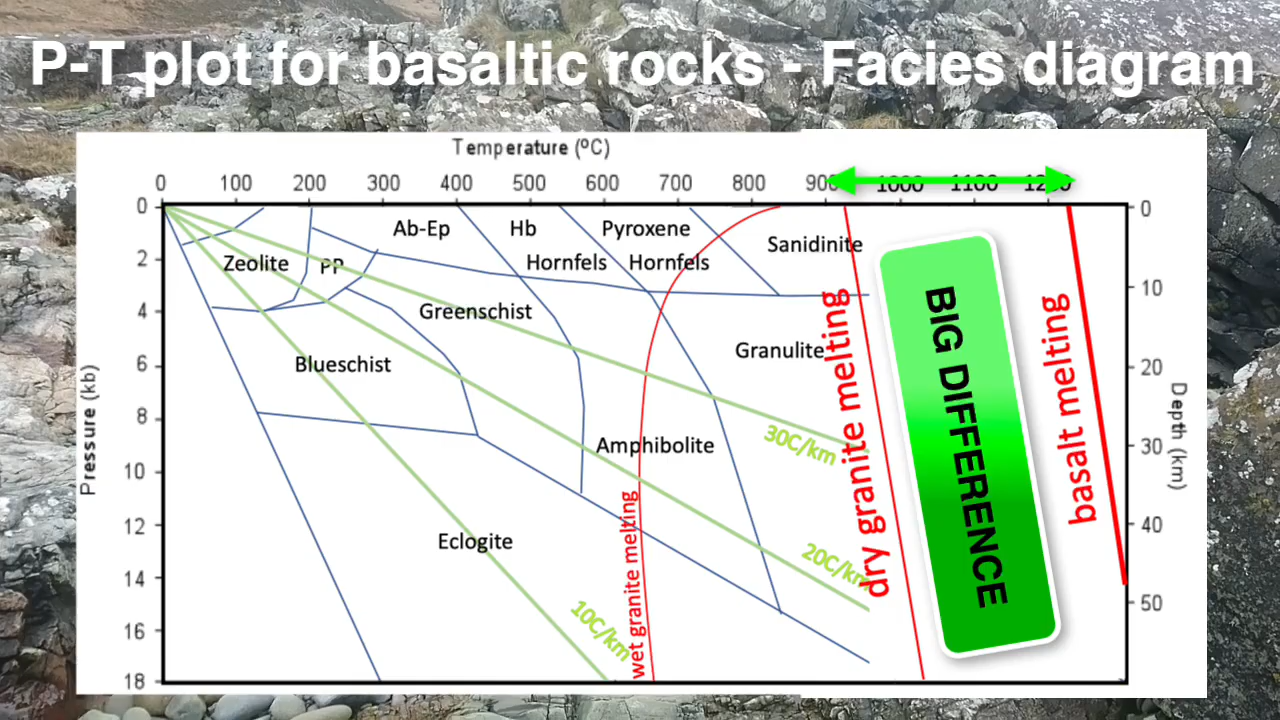 P-T plot for basaltic rocks - Facies diagram
Temperature (ºC)
0 100 200 300 400 500 600 700 800 900 1000 1100 1200
0
2
4
6
8
10
12
14
16
18
Pressure (kb)
0
10
20
30
40
50
Depth (km)
Ab-Ep
Hb
Hornfels
Pyroxene
Hornfels
Sanidinite
Zeolite
PP
Greenschist
Blueschist
Granulite
Amphibolite
Eclogite
30C/km
20C/km
10C/km
wet granite melting
dry granite melting
BIG DIFFERENCE
basalt melting